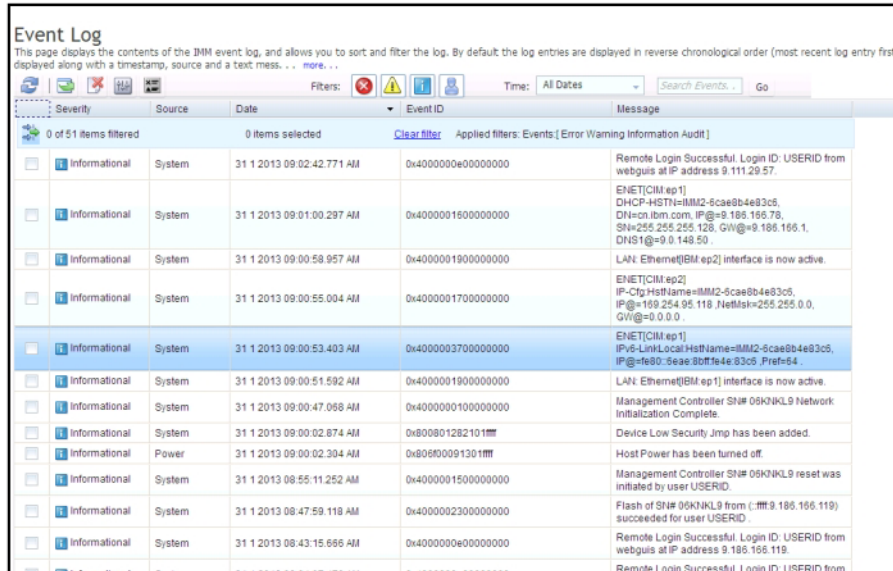 Event Log
This page displays the contents of the IMM event log, and allows you to sort and filter the log. By default the log entries are displayed in reverse chronological order (most recent log entry first
displayed along with a timestamp, source and a text mess. . . more. . .
Filters: Time: All Dates Search Events. . Go
Severity Source Date Event ID Message
0 of 51 items filtered 0 items selected Clear filter Applied filters: Events:[ Error Warning Information Audit ]
Informational System 31 1 2013 09:02:42.771 AM 0x4000000e00000000 Remote Login Successful. Login ID: USERID from
webguis at IP address 9.111.29.57.
ENET[CIM:ep1]
DHCP-HSTN=IMM2-6cae8b4e83c6,
Informational System 31 1 2013 09:01:00.297 AM 0x4000001600000000 DN=cn.ibm.com, IP@=9.186.166.78,
SN=255.255.255.128, GW@=9.186.166.1,
DNS1@=9.0.148.50 .
Informational System 31 1 2013 09:00:58.957 AM 0x4000001900000000 LAN: Ethernet[IBM:ep2] interface is now active.
ENET[CIM:ep2]
Informational System 31 1 2013 09:00:55.004 AM 0x4000001700000000 IP-Cfg:HstName=IMM2-6cae8b4e83c6,
IP@=169.254.95.118 ,NetMsk=255.255.0.0,
GW@=0.0.0.0 .
ENET[CIM:ep1]
Informational System 31 1 2013 09:00:53.403 AM 0x4000003700000000 IPv6-LinkLocal:HstName=IMM2-6cae8b4e83c6,
IP@=fe80::6eae:8bff:fe4e:83c6 ,Pref=64 .
Informational System 31 1 2013 09:00:51.592 AM 0x4000001900000000 LAN: Ethernet[IBM:ep1] interface is now active.
Informational System 31 1 2013 09:00:47.068 AM 0x4000000100000000 Management Controller SN# 06KNKL9 Network
Initialization Complete.
Informational System 31 1 2013 09:00:02.874 AM 0x800801282101ffff Device Low Security Jmp has been added.
Informational Power 31 1 2013 09:00:02.304 AM 0x806f00091301ffff Host Power has been turned off.
Informational System 31 1 2013 08:55:11.252 AM 0x4000001500000000 Management Controller SN# 06KNKL9 reset was
initiated by user USERID.
Informational System 31 1 2013 08:47:59.118 AM 0x4000002300000000 Flash of SN# 06KNKL9 from (::ffff:9.186.166.119)
succeeded for user USERID .
Informational System 31 1 2013 08:43:15.666 AM 0x4000000e00000000 Remote Login Successful. Login ID: USERID from
webguis at IP address 9.186.166.119.
Remote Login Successful. Login ID: USERID from